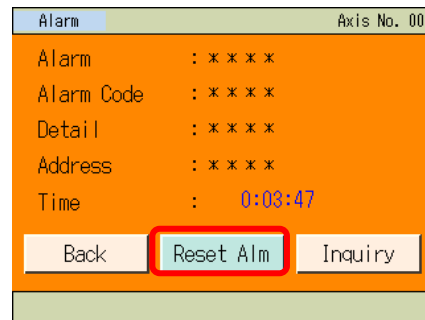 Alarm Axis No. 00
Alarm : * * * *
Alarm Code : * * * *
Detail : * * * *
Address : * * * *
Time : 0:03:47
Back Reset Alm Inquiry